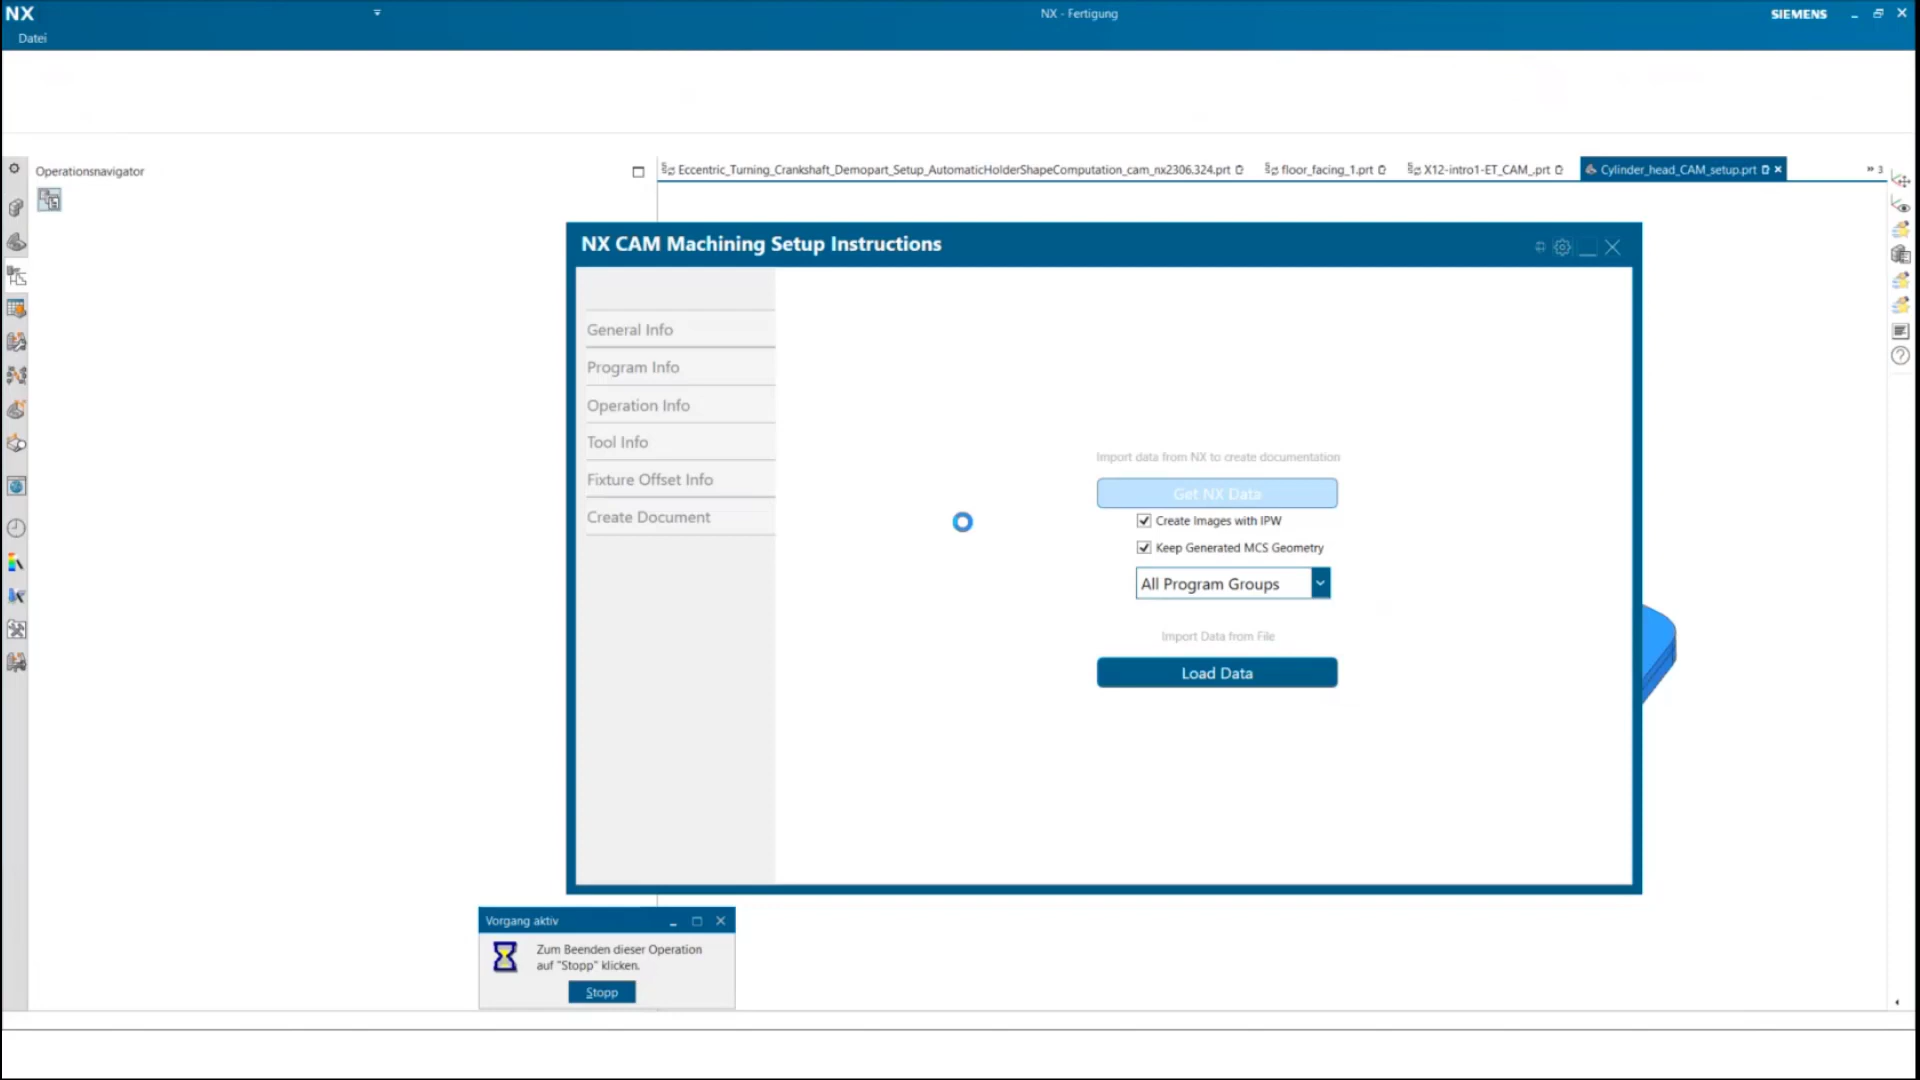 NX
NX - Fertigung
SIEMENS
Datei
Operationsnavigator
Eccentric_Turning_Crankshaft_Demopart_Setup_AutomaticHolderShapeComputation_cam_nx2306.324.prt
floor_facing_1.prt
X12-intro1-ET_CAM_.prt
Cylinder_head_CAM_setup.prt
3
NX CAM Machining Setup Instructions
General Info
Program Info
Operation Info
Tool Info
Fixture Offset Info
Create Document
Import data from NX to create documentation
Get NX Data
Create Images with IPW
Keep Generated MCS Geometry
All Program Groups
Import Data from File
Load Data
Vorgang aktiv
Zum Beenden dieser Operation
auf "Stopp" klicken.
Stopp